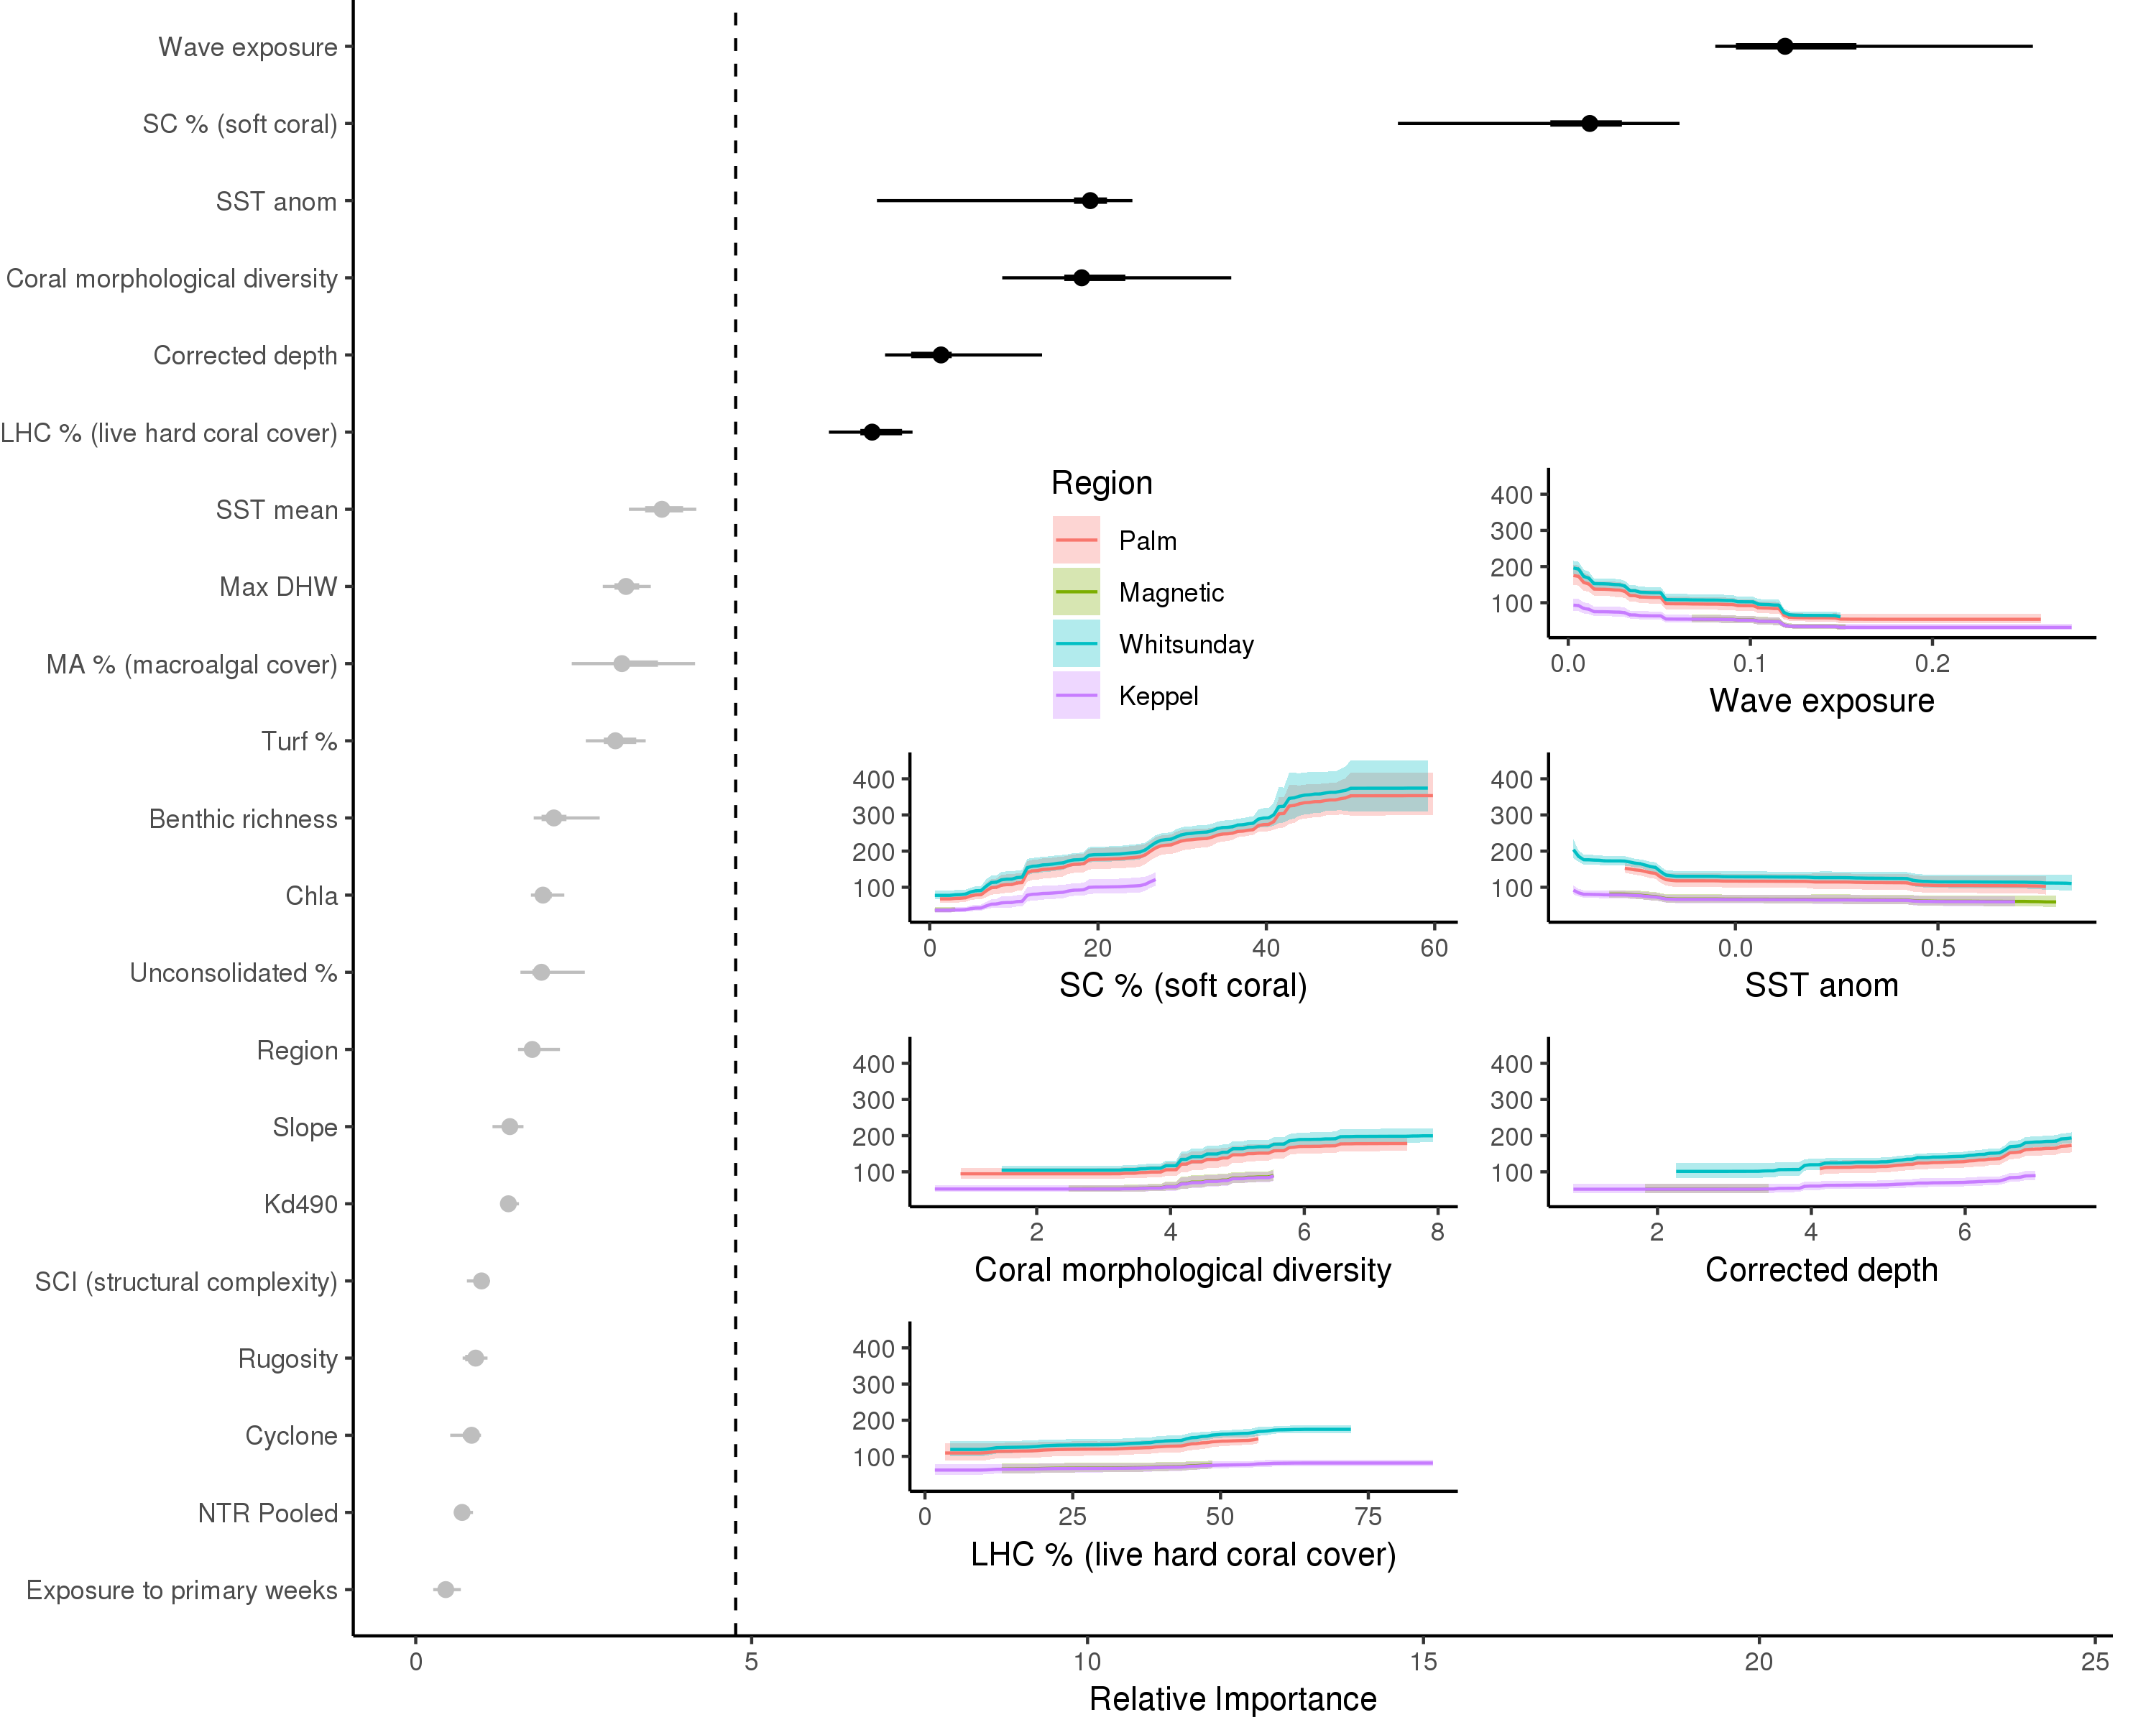 Wave exposure
SC % (soft coral)
SST anom
Coral morphological diversity
Corrected depth
LHC % (live hard coral cover)
SST mean
Max DHW
MA % (macroalgal cover)
Turf %
Benthic richness
Chla
Unconsolidated %
Region
Slope
Kd490
SCI (structural complexity)
Rugosity
Cyclone
NTR Pooled
Exposure to primary weeks
0 5 10 15 20 25
Relative Importance
Region
Palm
Magnetic
Whitsunday
Keppel
400
300
200
100
0.0 0.1 0.2
Wave exposure
400
300
200
100
0 20 40 60
SC % (soft coral)
400
300
200
100
0.0 0.5
SST anom
400
300
200
100
2 4 6 8
Coral morphological diversity
400
300
200
100
2 4 6
Corrected depth
400
300
200
100
0 25 50 75
LHC % (live hard coral cover)